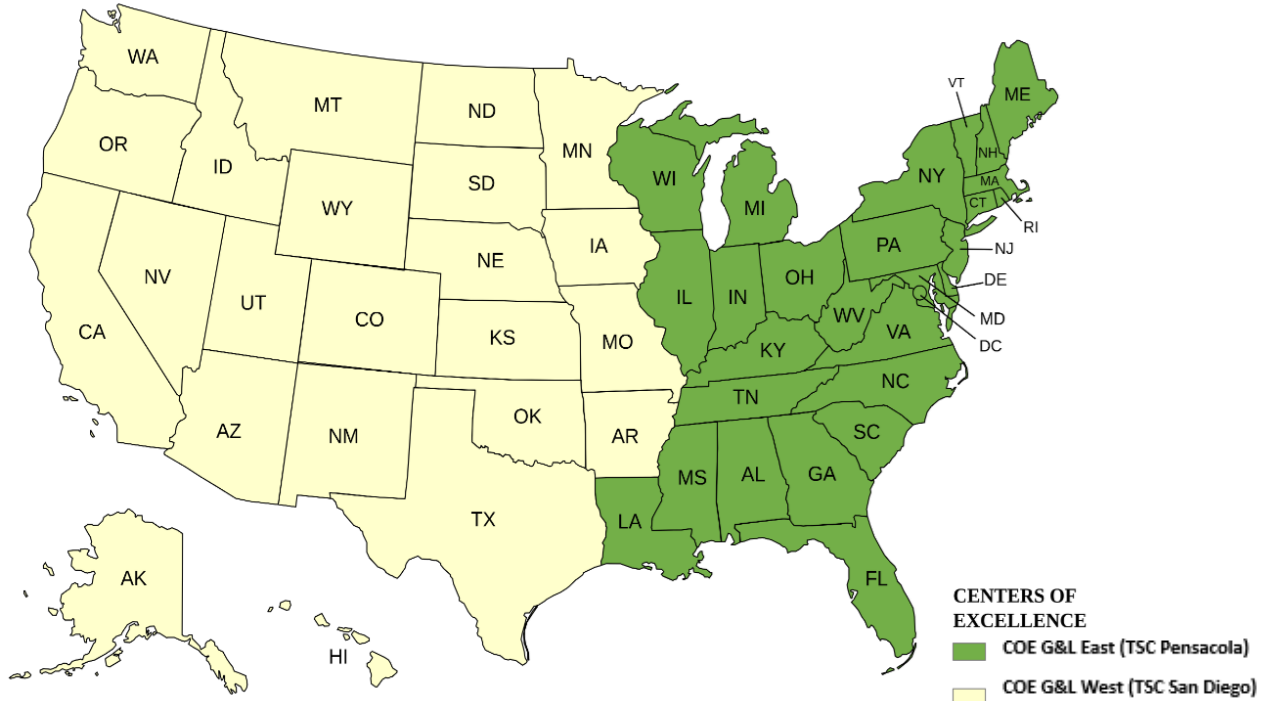 WA
MT
ND
MN
ME
VT
OR
ID
SD
WI
NH
NY
MA
WY
MI
CT
RI
NE
IA
PA
NJ
NV
UT
CO
IL
IN
OH
DE
CA
KS
MO
WV
VA
MD
KY
DC
AZ
NM
OK
AR
TN
NC
SC
TX
MS
AL
GA
LA
AK
FL
HI
CENTERS OF
EXCELLENCE
COE G&L East (TSC Pensacola)
COE G&L West (TSC San Diego)